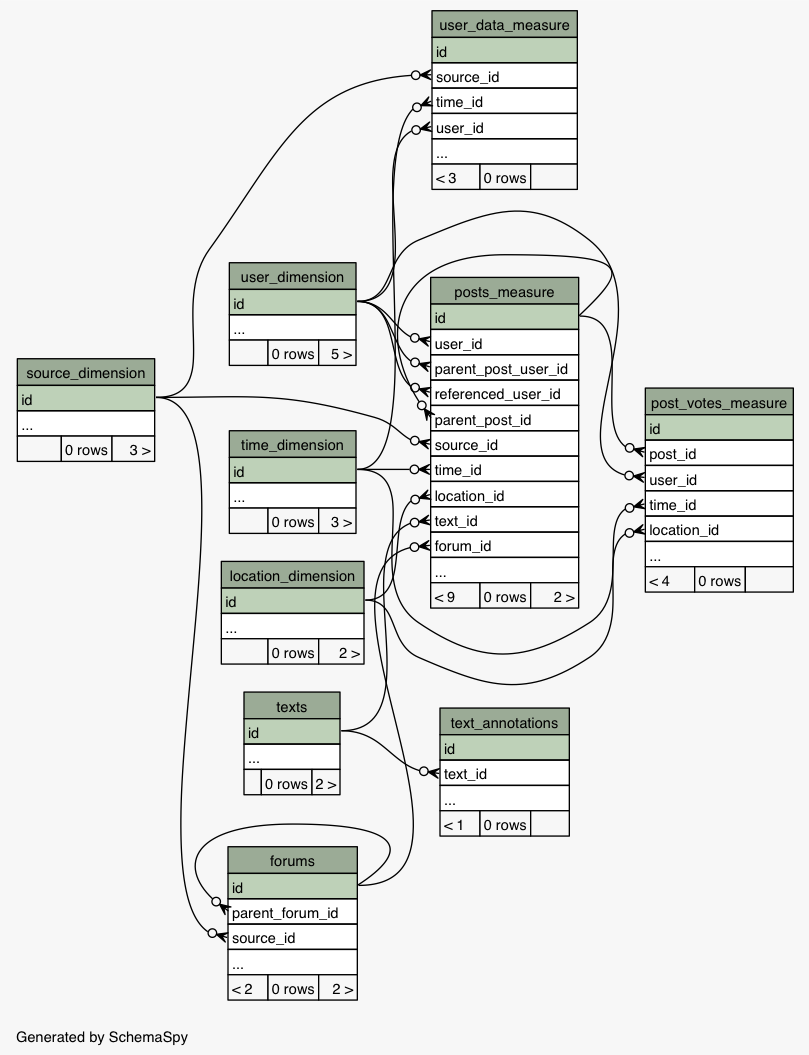 user_data_measure
id
source_id
time_id
user_id
...
< 3 0 rows
user_dimension
id
...
0 rows 5 >
posts_measure
id
user_id
parent_post_user_id
referenced_user_id
parent_post_id
source_id
time_id
location_id
text_id
forum_id
...
< 9 0 rows 2 >
source_dimension
id
...
0 rows 3 >
post_votes_measure
id
post_id
user_id
time_id
location_id
...
< 4 0 rows
time_dimension
id
...
0 rows 3 >
location_dimension
id
...
0 rows 2 >
texts
id
...
0 rows 2 >
text_annotations
id
text_id
...
< 1 0 rows
forums
id
parent_forum_id
source_id
...
< 2 0 rows 2 >
Generated by SchemaSpy